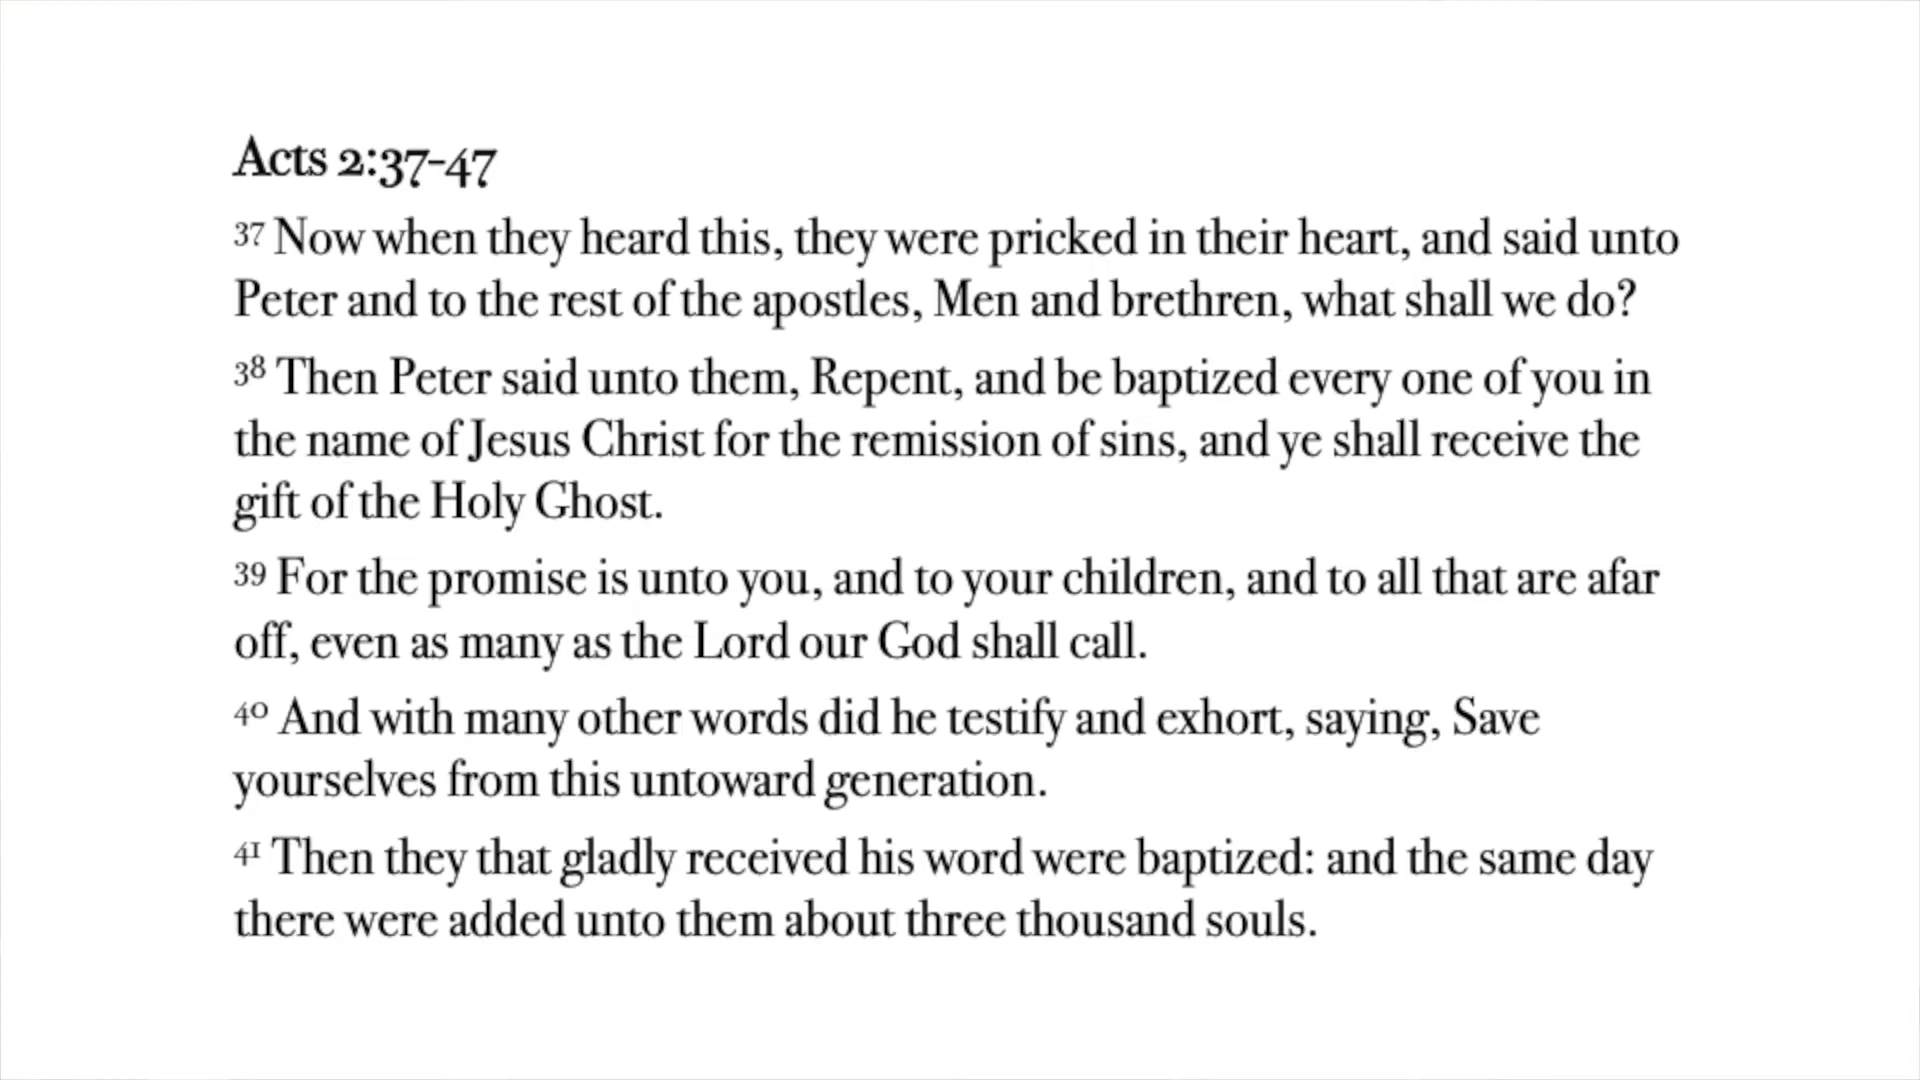 Acts 2:37-47
37 Now when they heard this, they were pricked in their heart, and said unto
Peter and to the rest of the apostles, Men and brethren, what shall we do?
38 Then Peter said unto them, Repent, and be baptized every one of you in
the name of Jesus Christ for the remission of sins, and ye shall receive the
gift of the Holy Ghost.
39 For the promise is unto you, and to your children, and to all that are afar
off, even as many as the Lord our God shall call.
40 And with many other words did he testify and exhort, saying, Save
yourselves from this untoward generation.
41 Then they that gladly received his word were baptized: and the same day
there were added unto them about three thousand souls.